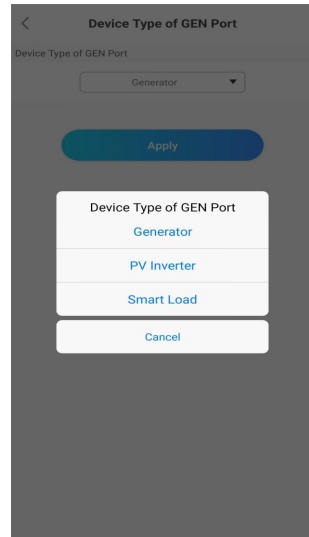 Device Type of GEN Port
Device Type of GEN Port
Generator
Apply
Device Type of GEN Port
Generator
PV Inverter
Smart Load
Cancel